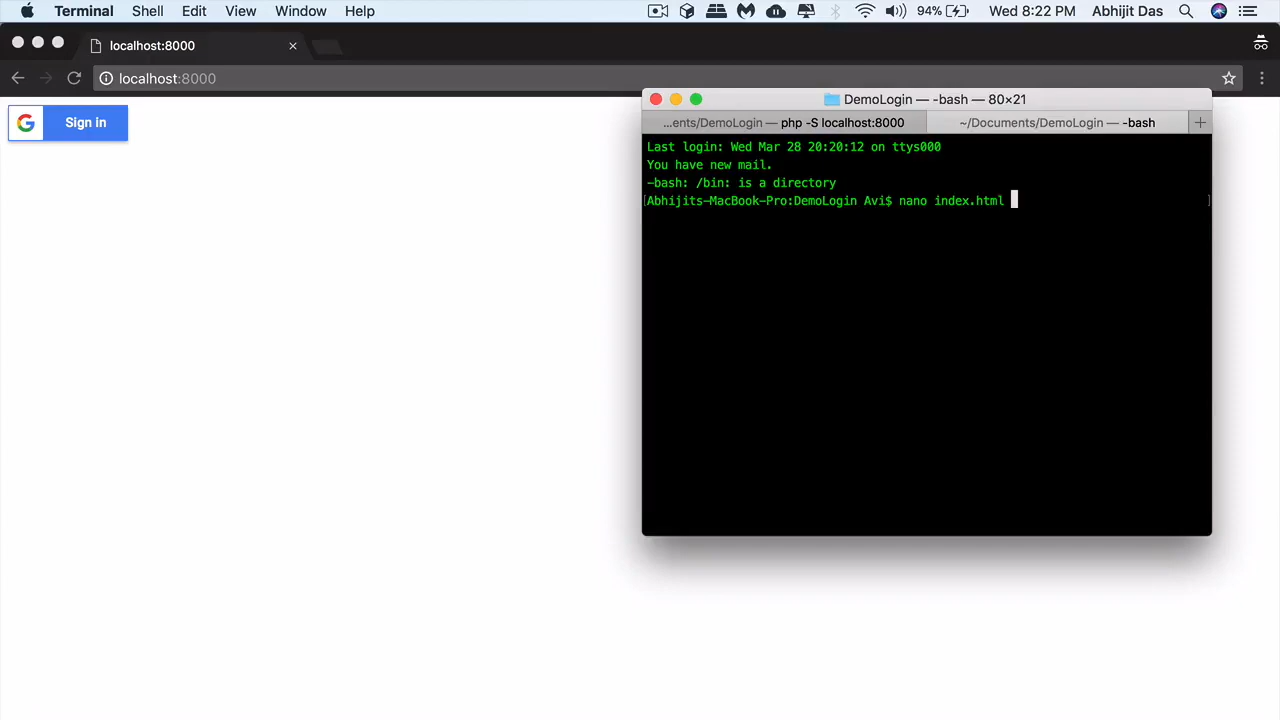 Terminal Shell Edit View Window Help 94% Wed 8:22 PM Abhijit Das
localhost:8000
localhost:8000
Sign in
DemoLogin — -bash — 80×21
...ents/DemoLogin — php -S localhost:8000 ~/Documents/DemoLogin — -bash
Last login: Wed Mar 28 20:20:12 on ttys000
You have new mail.
-bash: /bin: is a directory
[Abhijits-MacBook-Pro:DemoLogin Avi$ nano index.html ]